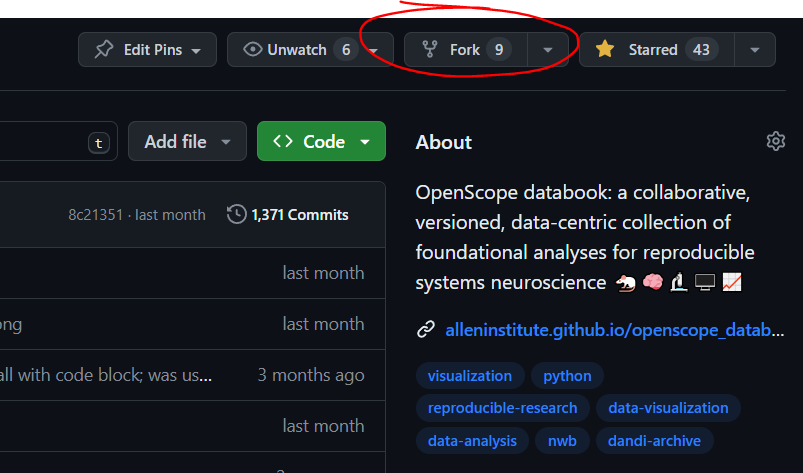 Edit Pins Unwatch 6 Fork 9 Starred 43
t Add file Code About
OpenScope databook: a collaborative,
versioned, data-centric collection of
foundational analyses for reproducible
systems neuroscience
8c21351 · last month 1,371 Commits
last month
ong last month
all with code block; was us... 3 months ago
last month
alleninstitute.github.io/openscope_datab...
visualization python
reproducible-research data-visualization
data-analysis nwb dandi-archive